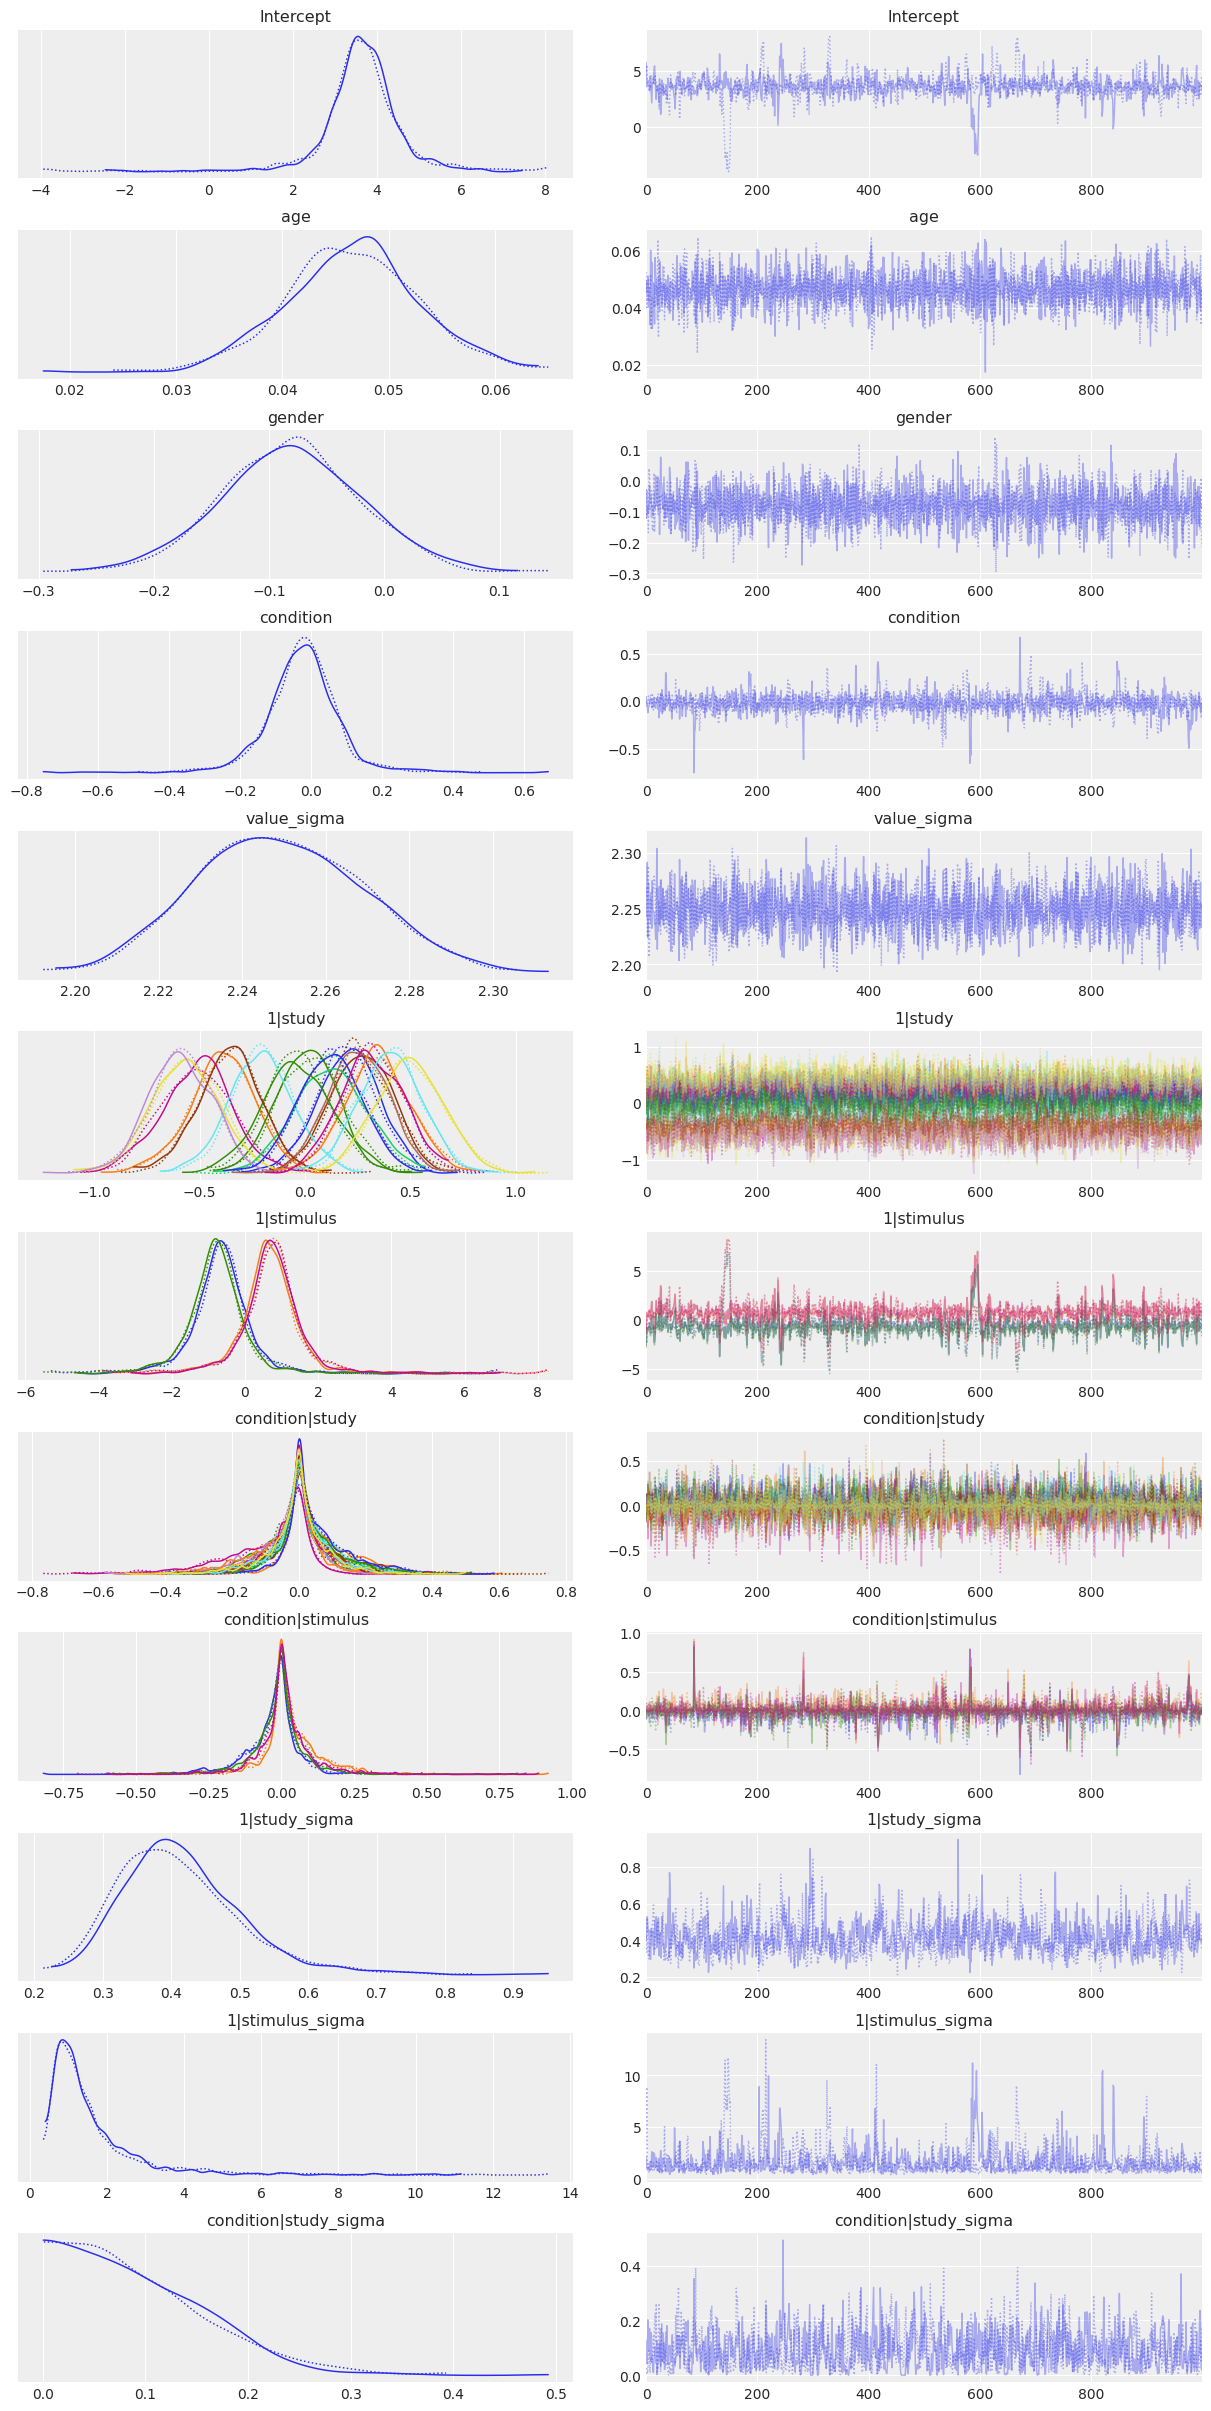 Intercept Intercept
5
0
−4 −2 0 2 4 6 8 0 200 400 600 800
age age
0.06
0.04
0.02
0.02 0.03 0.04 0.05 0.06 0 200 400 600 800
gender gender
0.1
0.0
−0.1
−0.2
−0.3
−0.3 −0.2 −0.1 0.0 0.1 0 200 400 600 800
condition condition
0.5
0.0
−0.5
−0.8 −0.6 −0.4 −0.2 0.0 0.2 0.4 0.6 0 200 400 600 800
value_sigma value_sigma
2.30
2.25
2.20
2.20 2.22 2.24 2.26 2.28 2.30 0 200 400 600 800
1|study 1|study
1
0
−1
−1.0 −0.5 0.0 0.5 1.0 0 200 400 600 800
1|stimulus 1|stimulus
5
0
−5
−6 −4 −2 0 2 4 6 8 0 200 400 600 800
condition|study condition|study
0.5
0.0
−0.5
−0.8 −0.6 −0.4 −0.2 0.0 0.2 0.4 0.6 0.8 0 200 400 600 800
condition|stimulus condition|stimulus
1.0
0.5
0.0
−0.5
−0.75 −0.50 −0.25 0.00 0.25 0.50 0.75 1.00 0 200 400 600 800
1|study_sigma 1|study_sigma
0.8
0.6
0.4
0.2
0.2 0.3 0.4 0.5 0.6 0.7 0.8 0.9 0 200 400 600 800
1|stimulus_sigma 1|stimulus_sigma
10
5
0
0 2 4 6 8 10 12 14 0 200 400 600 800
condition|study_sigma condition|study_sigma
0.4
0.2
0.0
0.0 0.1 0.2 0.3 0.4 0.5 0 200 400 600 800